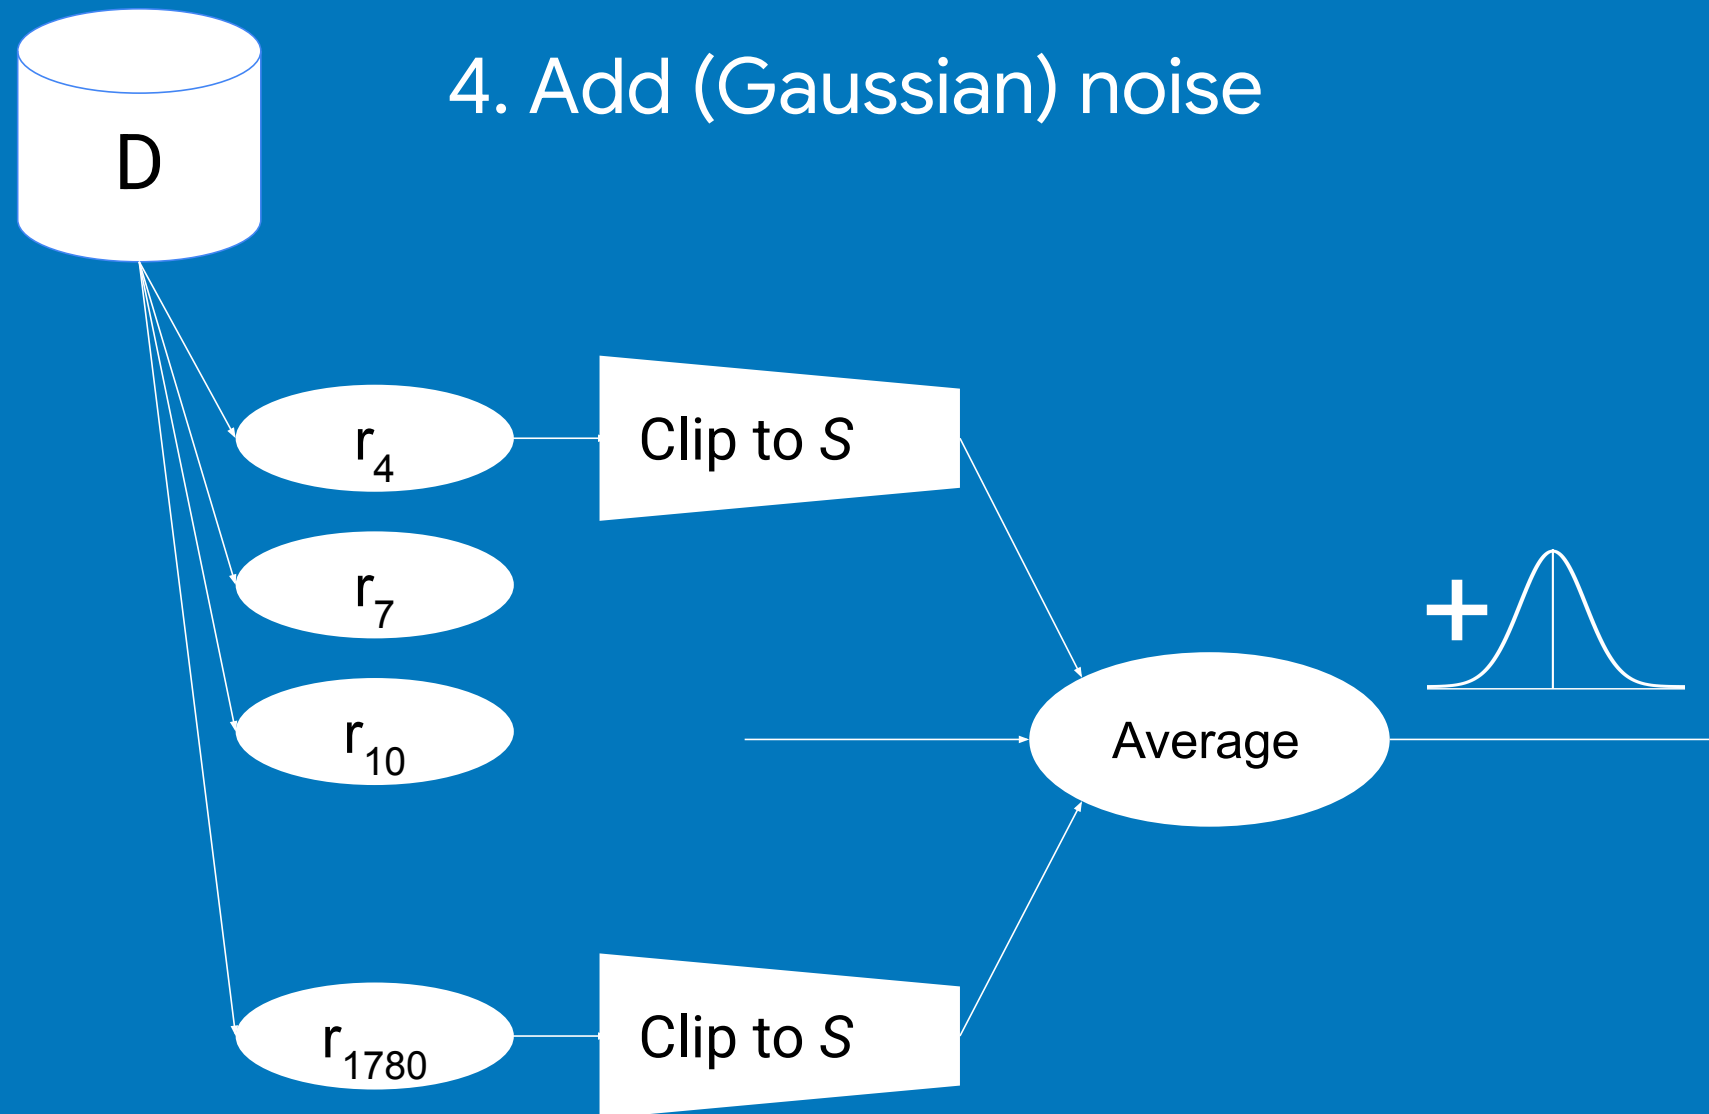 4. Add (Gaussian) noise
D
r4
Clip to S
r7
+
r10
Average
r1780
Clip to S